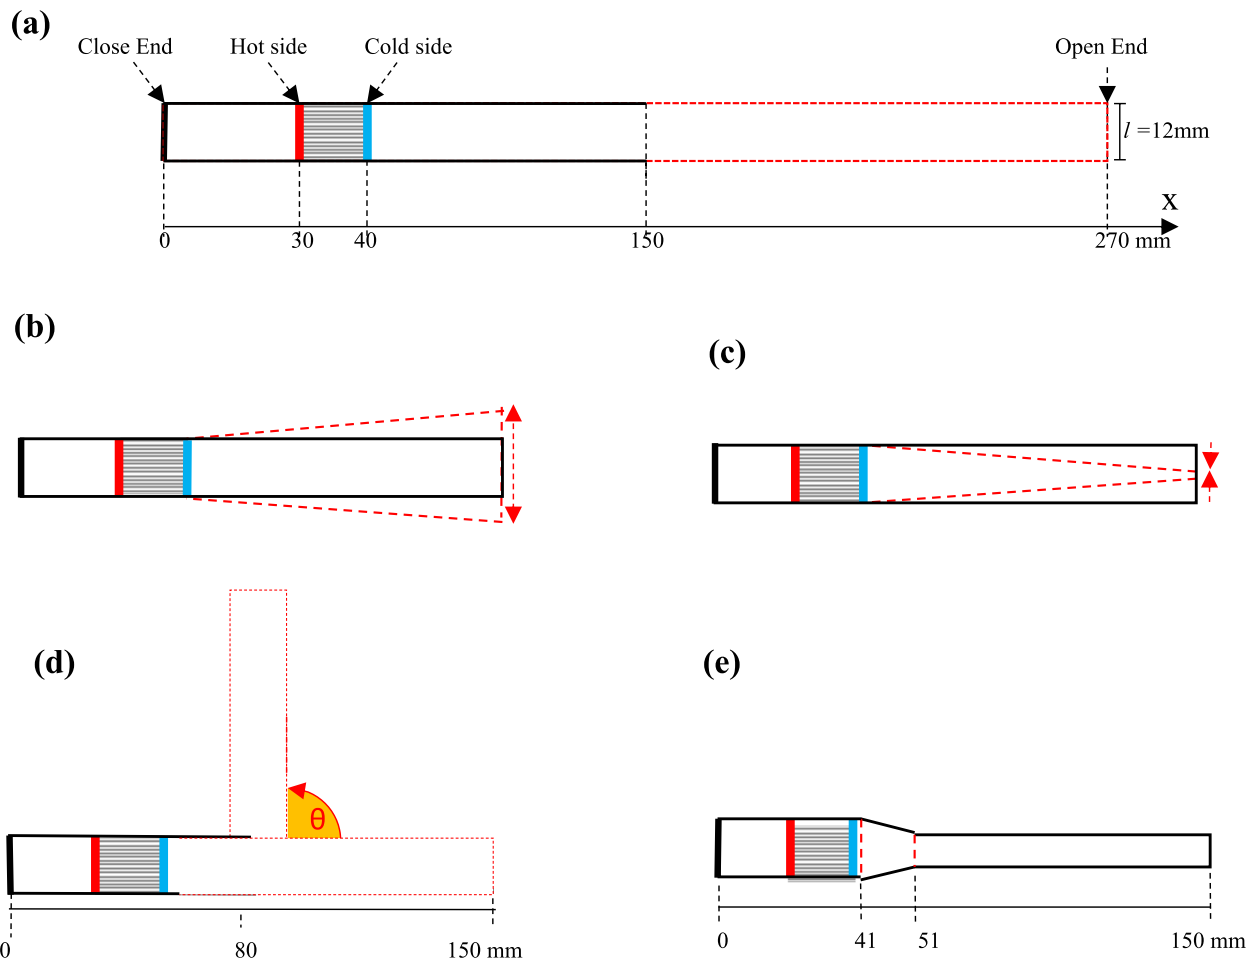 (a)
Close End
Hot side
Cold side
Open End
l =12mm
X
0
30
40
150
270 mm
(b)
(c)
(d)
(e)
θ
0
80
150 mm
0
41
51
150 mm